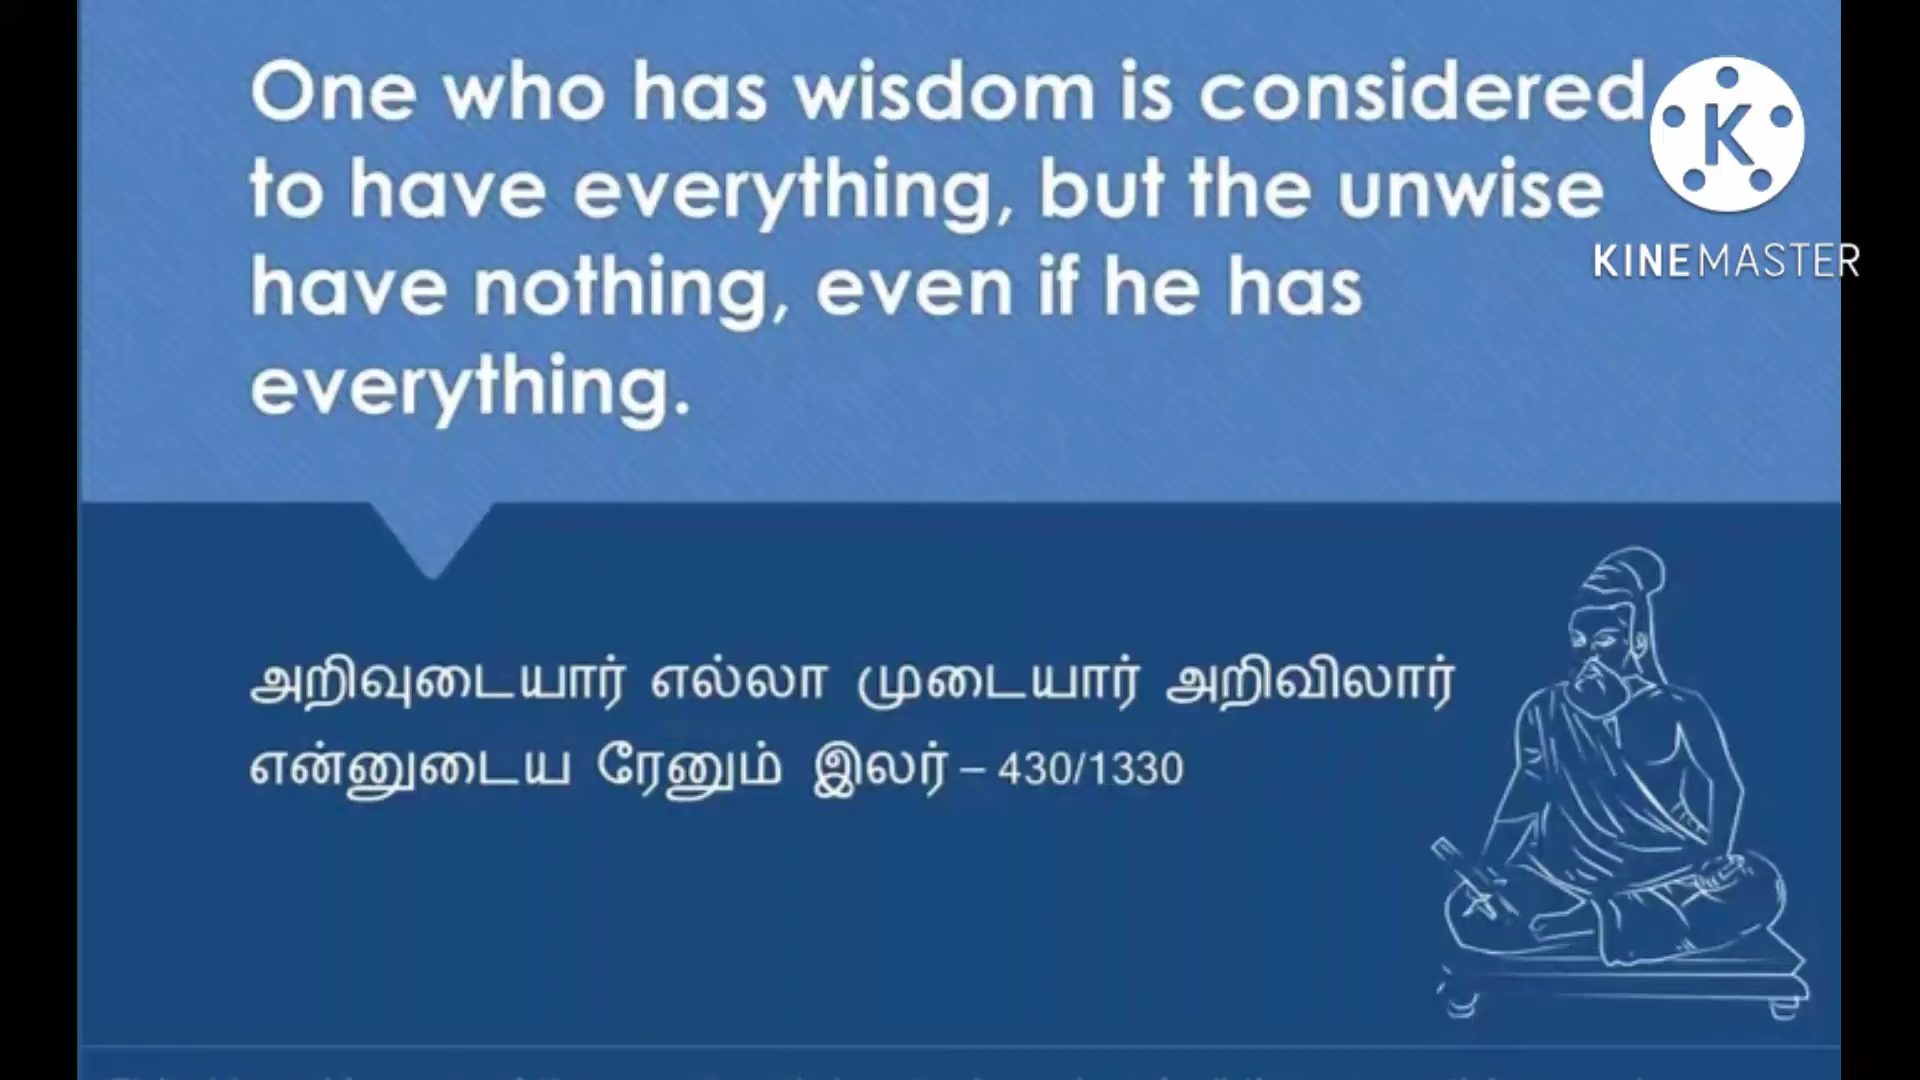 One who has wisdom is considered
to have everything, but the unwise
have nothing, even if he has
everything.
K
KINEMASTER
அறிவுடையார் எல்லா முடையார் அறிவிலார்
என்னுடைய ரேனும் இலர் – 430/1330